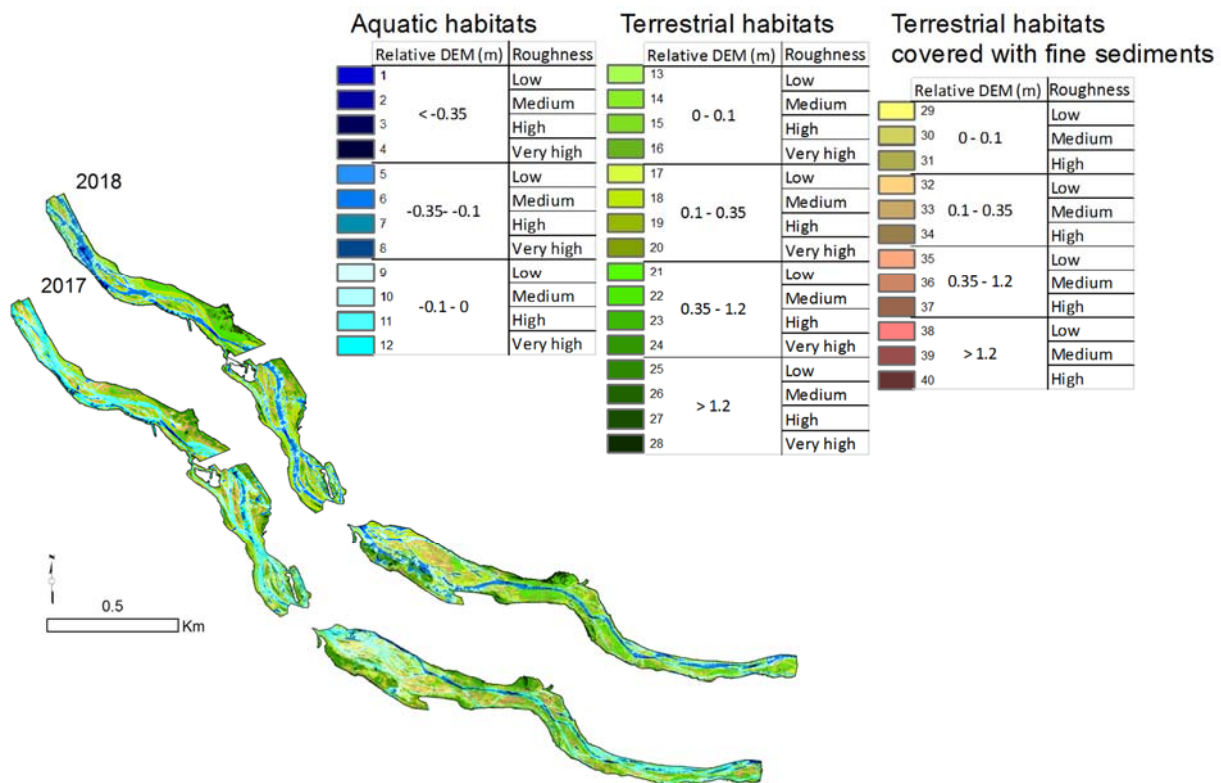 Aquatic habitats
Relative DEM (m) Roughness
1 Low
2 Medium
< -0.35
3 High
4 Very high
5 Low
6 Medium
-0.35- -0.1
7 High
8 Very high
9 Low
10 Medium
-0.1 - 0
11 High
12 Very high
Terrestrial habitats
Relative DEM (m) Roughness
13 Low
14 Medium
0 - 0.1
15 High
16 Very high
17 Low
18 Medium
0.1 - 0.35
19 High
20 Very high
21 Low
22 Medium
0.35 - 1.2
23 High
24 Very high
25 Low
26 Medium
> 1.2
27 High
28 Very high
Terrestrial habitats
covered with fine sediments
Relative DEM (m) Roughness
29 Low
30 0 - 0.1 Medium
31 High
32 Low
33 0.1 - 0.35 Medium
34 High
35 Low
36 0.35 - 1.2 Medium
37 High
38 Low
39 > 1.2 Medium
40 High
2018
2017
N
0.5
Km